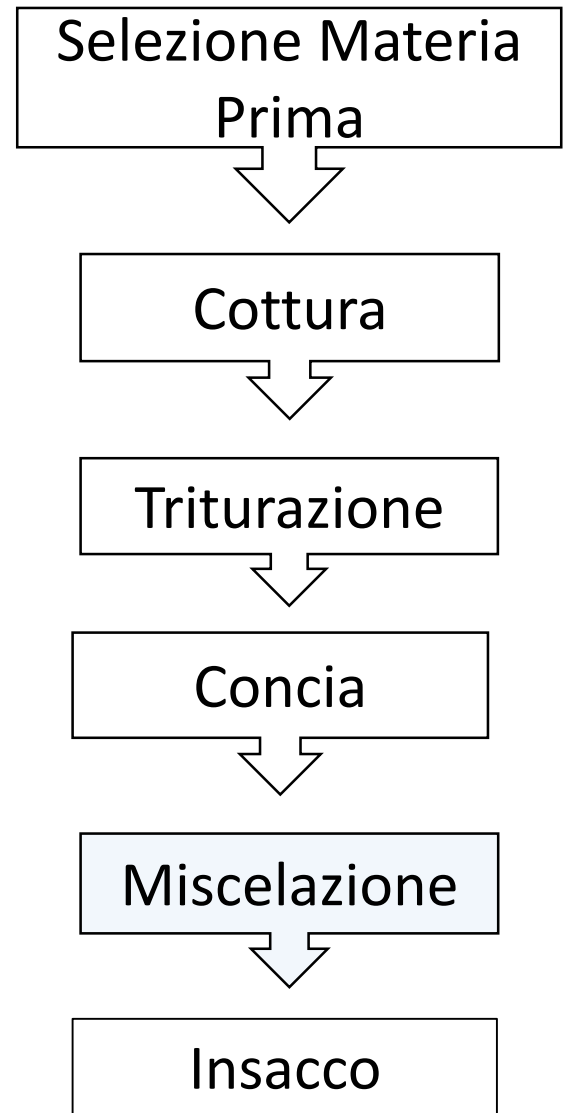 Selezione Materia
Prima
Cottura
Triturazione
Concia
Miscelazione
Insacco